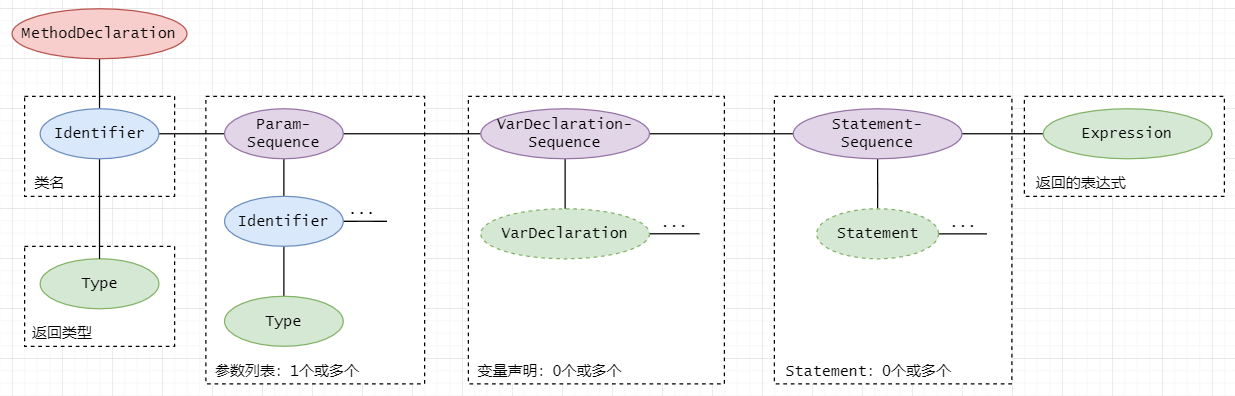 MethodDeclaration
Identifier
类名
Type
返回类型
Param-
Sequence
Identifier
...
Type
参数列表: 1个或多个
VarDeclaration-
Sequence
VarDeclaration
...
变量声明: 0个或多个
Statement-
Sequence
Statement
...
Statement: 0个或多个
Expression
返回的表达式